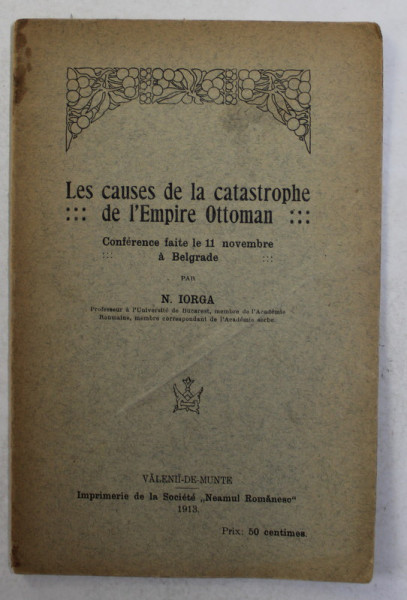 Les causes de la catastrophe
::: de l'Empire Ottoman :::
Conférence faite le 11 novembre
::: à Belgrade :::
PAR
N. IORGA
Professeur à l'Université de Bucarest, membre de l'Académie
Roumaine, membre correspondant de l'Académie serbe.
VĂLENIĬ-DE-MUNTE
Imprimerie de la Société „Neamul Românesc“
1913.
Prix: 50 centimes.